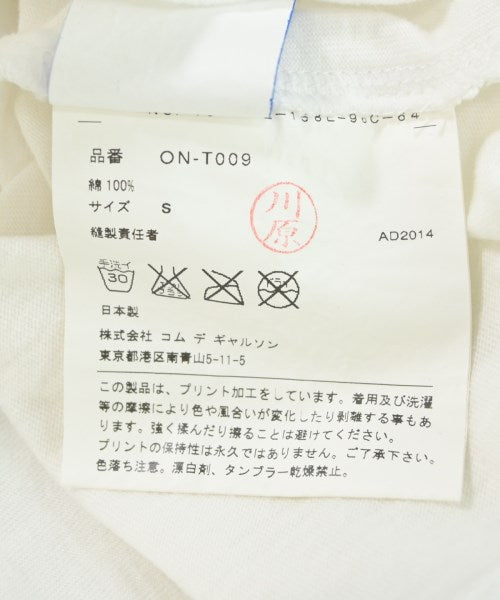 品番 ON-T009
綿100%
サイズ S
縫製責任者
川原
AD2014
手洗イ
30
日本製
株式会社 コム デ ギャルソン
東京都港区南青山5-11-5
この製品は、プリント加工をしています。着用及び洗濯
等の摩擦により色や風合いが変化したり剥離する事もあ
ります。強く揉んだり擦ることは避けてください。
プリントの保持性は永久ではありません。ご了承下さい。
色落ち注意。漂白剤、タンブラー乾燥禁止。